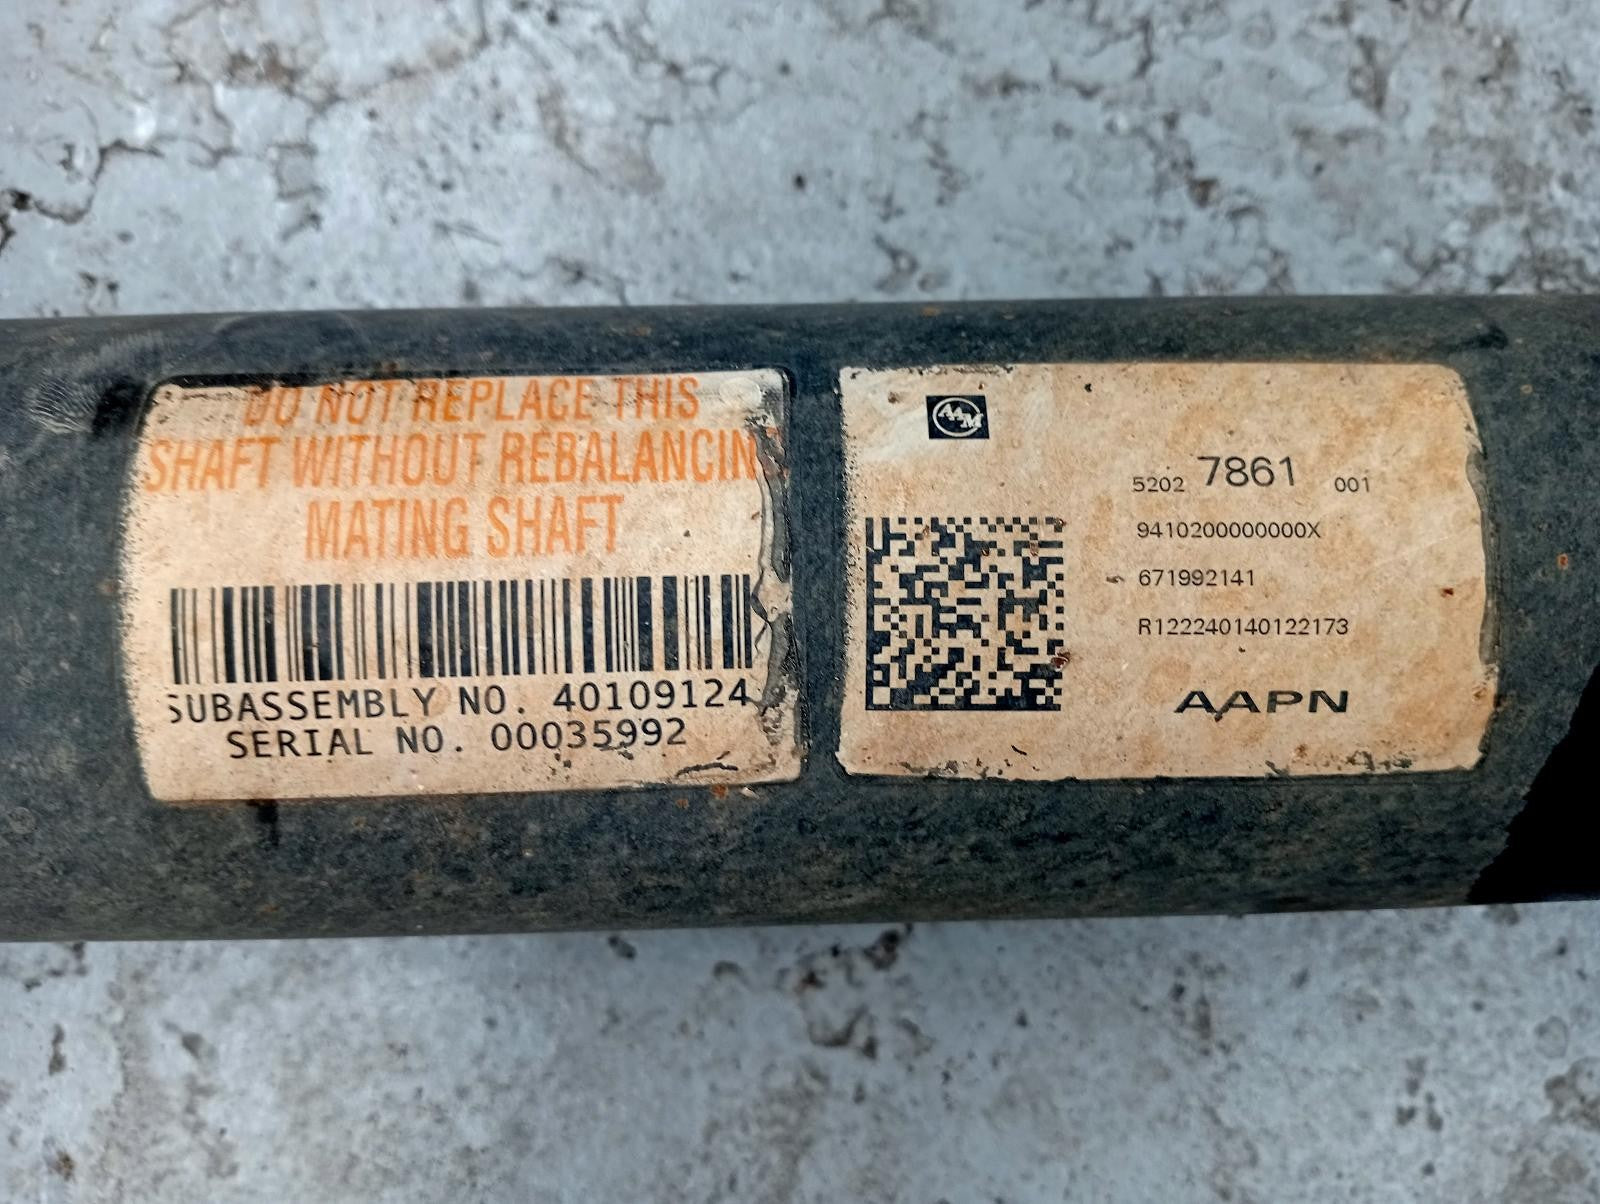 DO NOT REPLACE THIS
SHAFT WITHOUT REBALANCING
MATING SHAFT
SUBASSEMBLY NO. 40109124
SERIAL NO. 00035992
AAM
5202 7861 001
9410200000000X
671992141
R122240140122173
AAPN